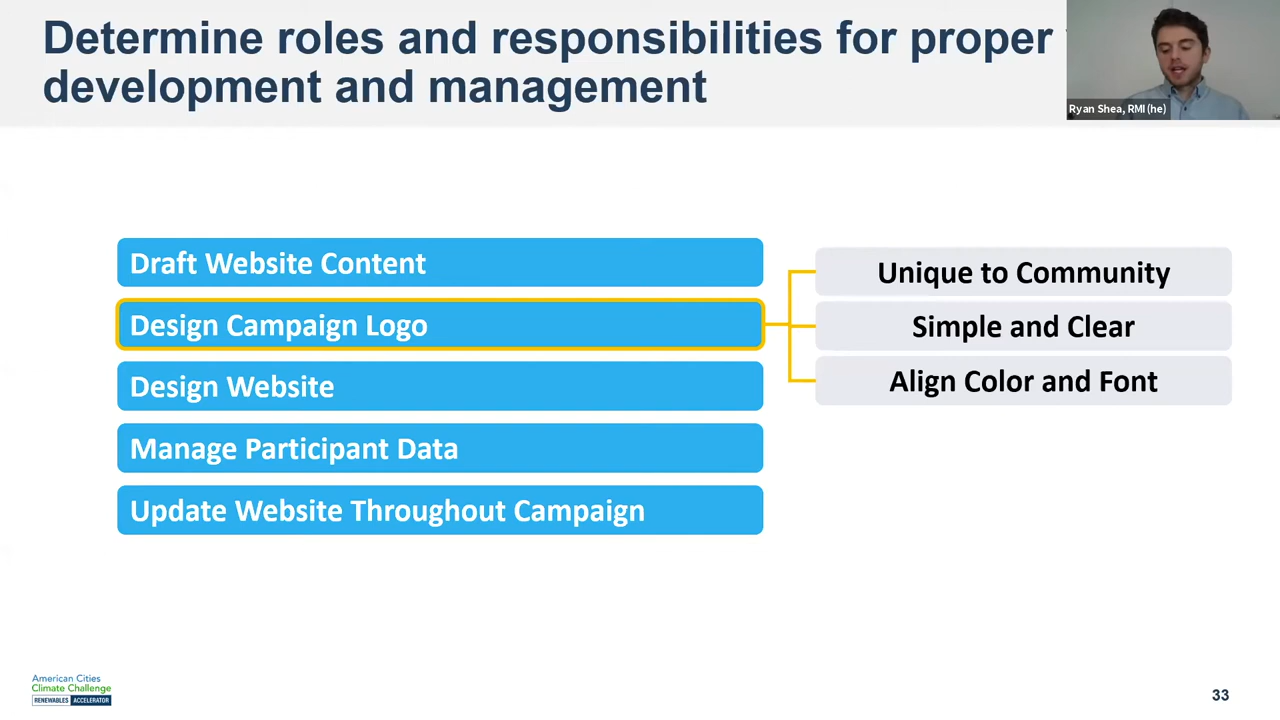 Determine roles and responsibilities for proper
development and management
Ryan Shea, RMI (he)
Draft Website Content
Design Campaign Logo
Design Website
Manage Participant Data
Update Website Throughout Campaign
Unique to Community
Simple and Clear
Align Color and Font
American Cities
Climate Challenge
RENEWABLES ACCELERATOR
33